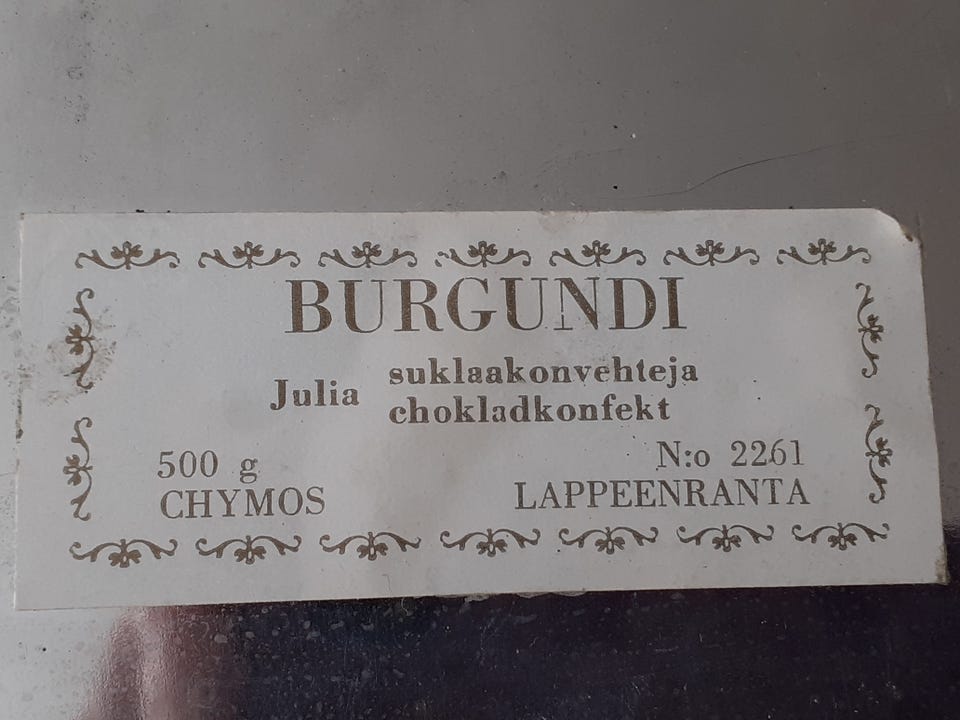 BURGUNDI
Julia suklaakonvehteja
chokladkonfekt
500 g N:o 2261
CHYMOS LAPPEENRANTA